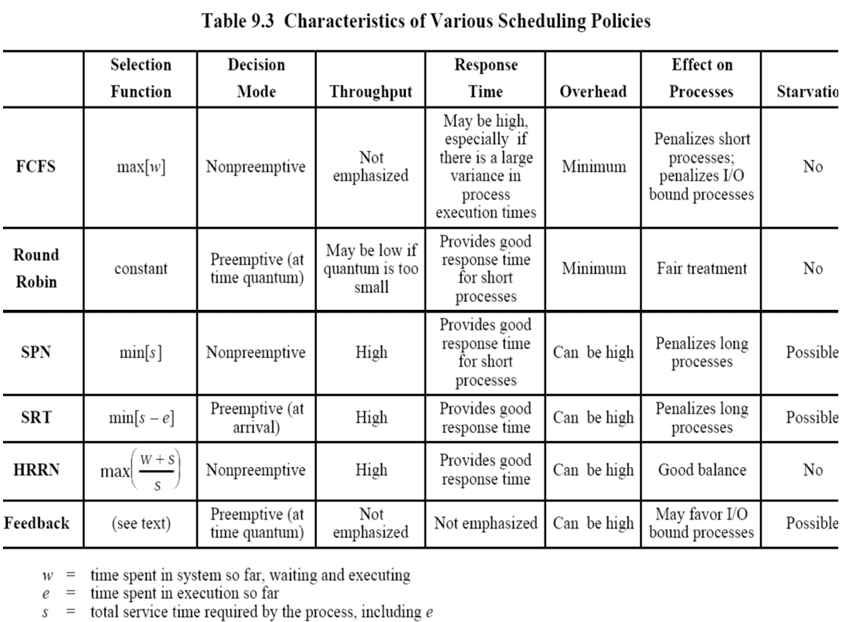 Table 9.3 Characteristics of Various Scheduling Policies
Selection Function
Decision Mode
Throughput
Response Time
Overhead
Effect on Processes
Starvatio
FCFS
max[w]
Nonpreemptive
Not emphasized
May be high, especially if there is a large variance in process execution times
Minimum
Penalizes short processes; penalizes I/O bound processes
No
Round Robin
constant
Preemptive (at time quantum)
May be low if quantum is too small
Provides good response time for short processes
Minimum
Fair treatment
No
SPN
min[s]
Nonpreemptive
High
Provides good response time for short processes
Can be high
Penalizes long processes
Possible
SRT
min[s – e]
Preemptive (at arrival)
High
Provides good response time
Can be high
Penalizes long processes
Possible
HRRN
max((w + s)/s)
Nonpreemptive
High
Provides good response time
Can be high
Good balance
No
Feedback
(see text)
Preemptive (at time quantum)
Not emphasized
Not emphasized
Can be high
May favor I/O bound processes
Possible
w = time spent in system so far, waiting and executing
e = time spent in execution so far
s = total service time required by the process, including e